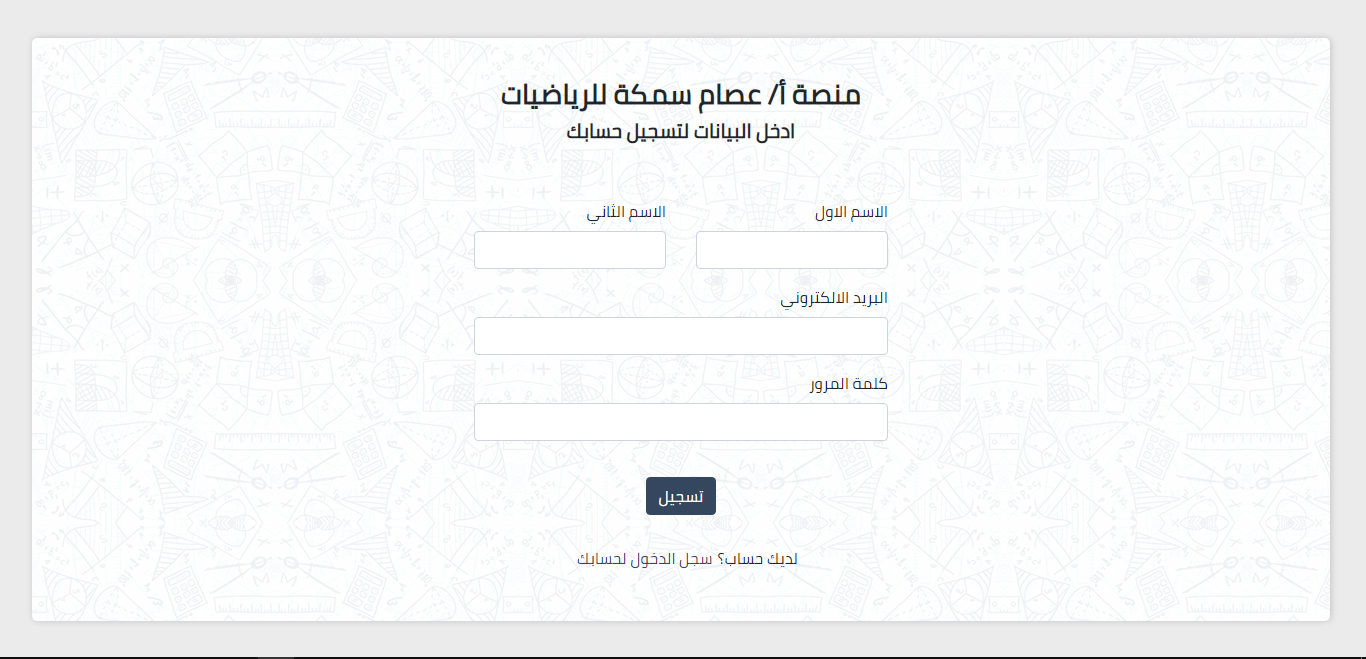 منصة أ/ عصام سمكة للرياضيات
ادخل البيانات لتسجيل حسابك
الاسم الاول
الاسم الثاني
البريد الالكتروني
كلمة المرور
تسجيل
لديك حساب؟ سجل الدخول لحسابك